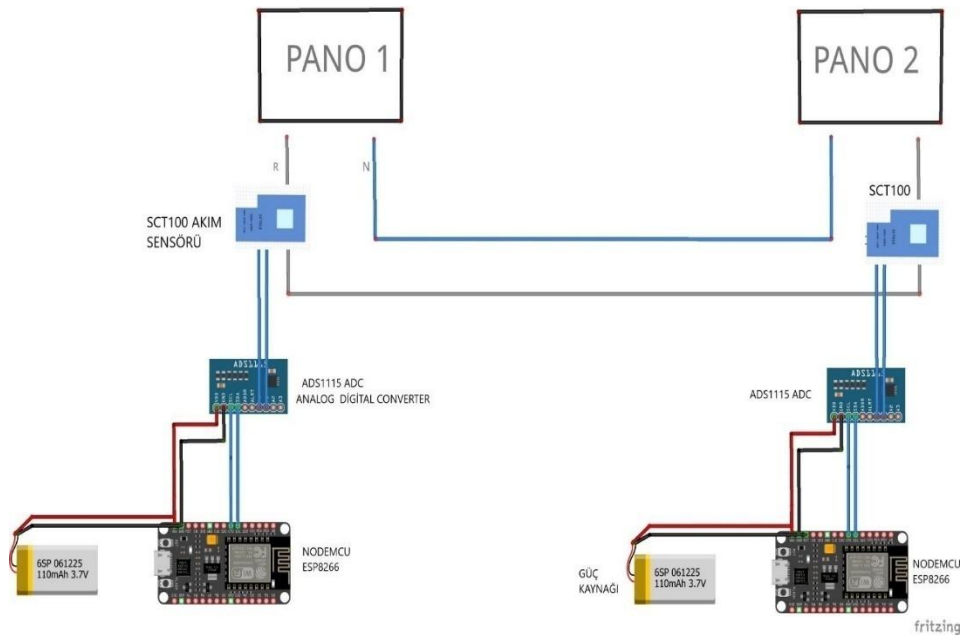 PANO 1
PANO 2
R
N
SCT100 AKIM
SENSÖRÜ
SCT100
ADS1115 ADC
ANALOG DİGİTAL CONVERTER
ADS1115 ADC
NODEMCU
ESP8266
6SP 061225
110mAh 3.7V
GÜÇ
KAYNAĞI
6SP 061225
110mAh 3.7V
NODEMCU
ESP8266
fritzing